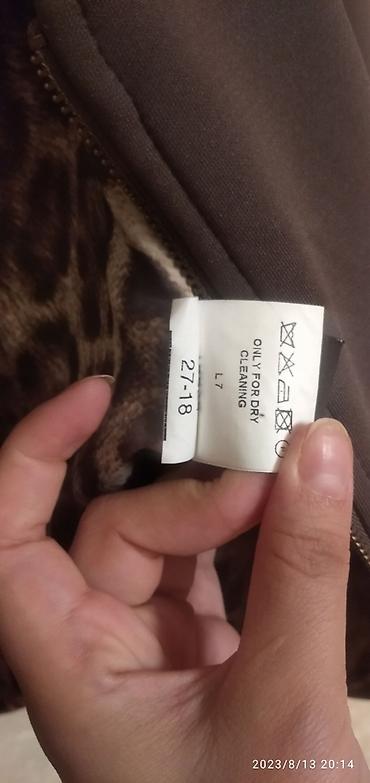 ONLY FOR DRY
CLEANING
L 7
27-18
2023/8/13 20:14